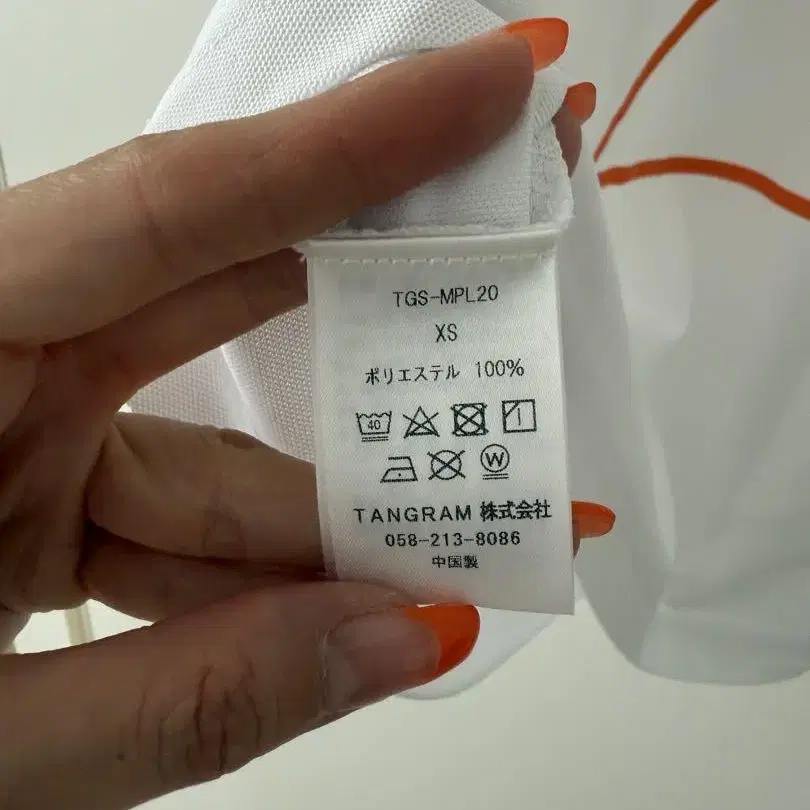 TGS-MPL20
XS
ポリエステル 100%
40
W
TANGRAM 株式会社
058-213-8086
中国製